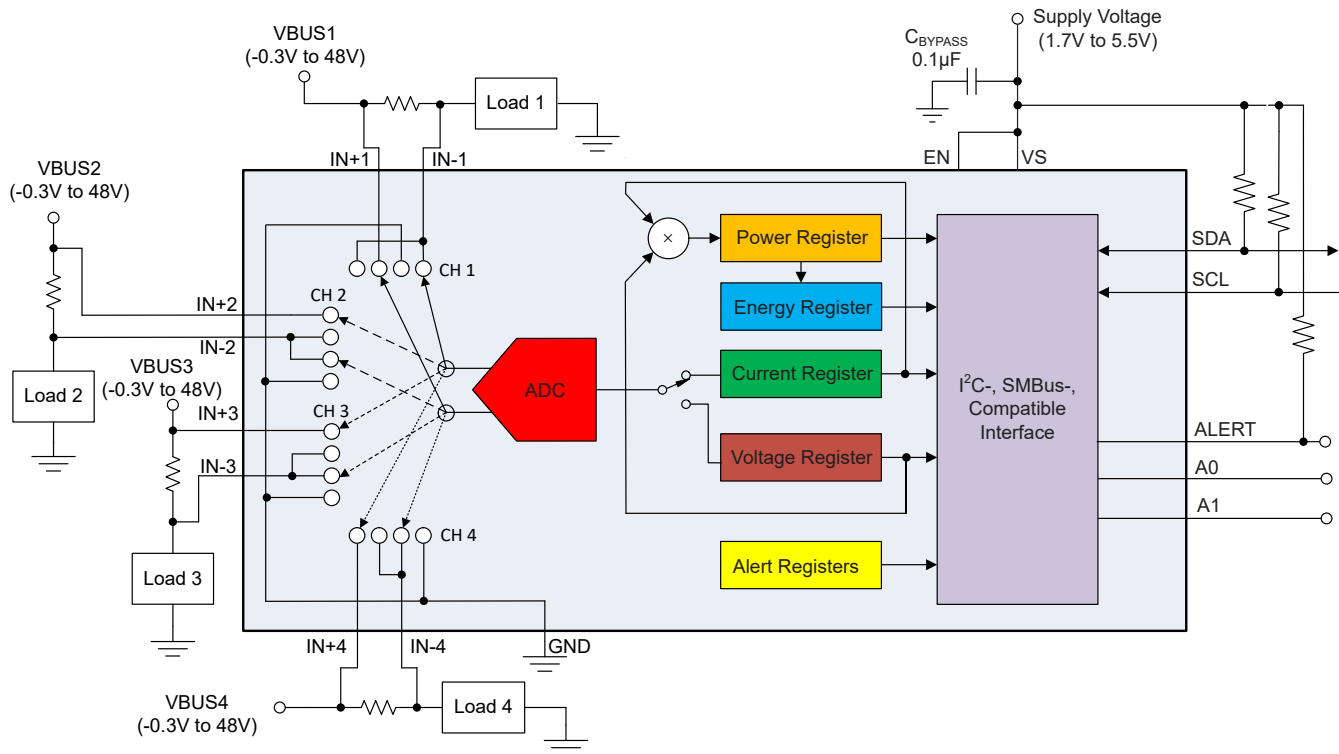 VBUS1
(-0.3V to 48V)
Load 1
IN+1
IN-1
C_BYPASS
0.1µF
Supply Voltage
(1.7V to 5.5V)
EN
VS
VBUS2
(-0.3V to 48V)
IN+2
IN-2
Load 2
VBUS3
(-0.3V to 48V)
IN+3
IN-3
Load 3
CH 1
CH 2
CH 3
CH 4
ADC
×
Power Register
Energy Register
Current Register
Voltage Register
Alert Registers
I²C-, SMBus-,
Compatible
Interface
SDA
SCL
ALERT
A0
A1
IN+4
IN-4
GND
VBUS4
(-0.3V to 48V)
Load 4